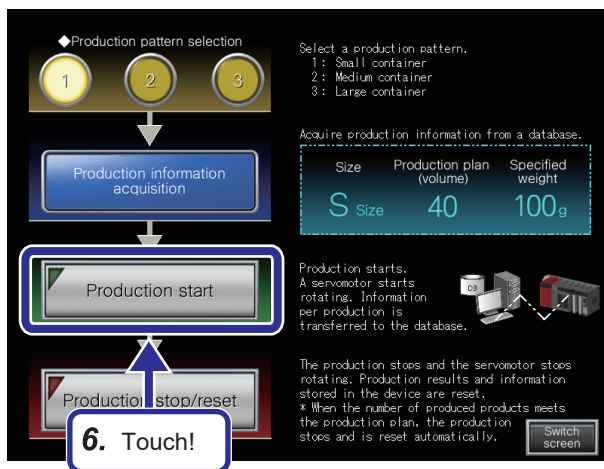 ◆Production pattern selection
1 2 3
Select a production pattern.
1: Small container
2: Medium container
3: Large container
Production information
acquisition
Acquire production information from a database.
Size Production plan (volume) Specified weight
S Size 40 100g
Production start
Production starts.
A servomotor starts
rotating. Information
per production is
transferred to the database.
DB
Production stop/reset
6. Touch!
The production stops and the servomotor stops
rotating. Production results and information
stored in the device are reset.
* When the number of produced products meets
the production plan, the production
stops and is reset automatically.
Switch
screen